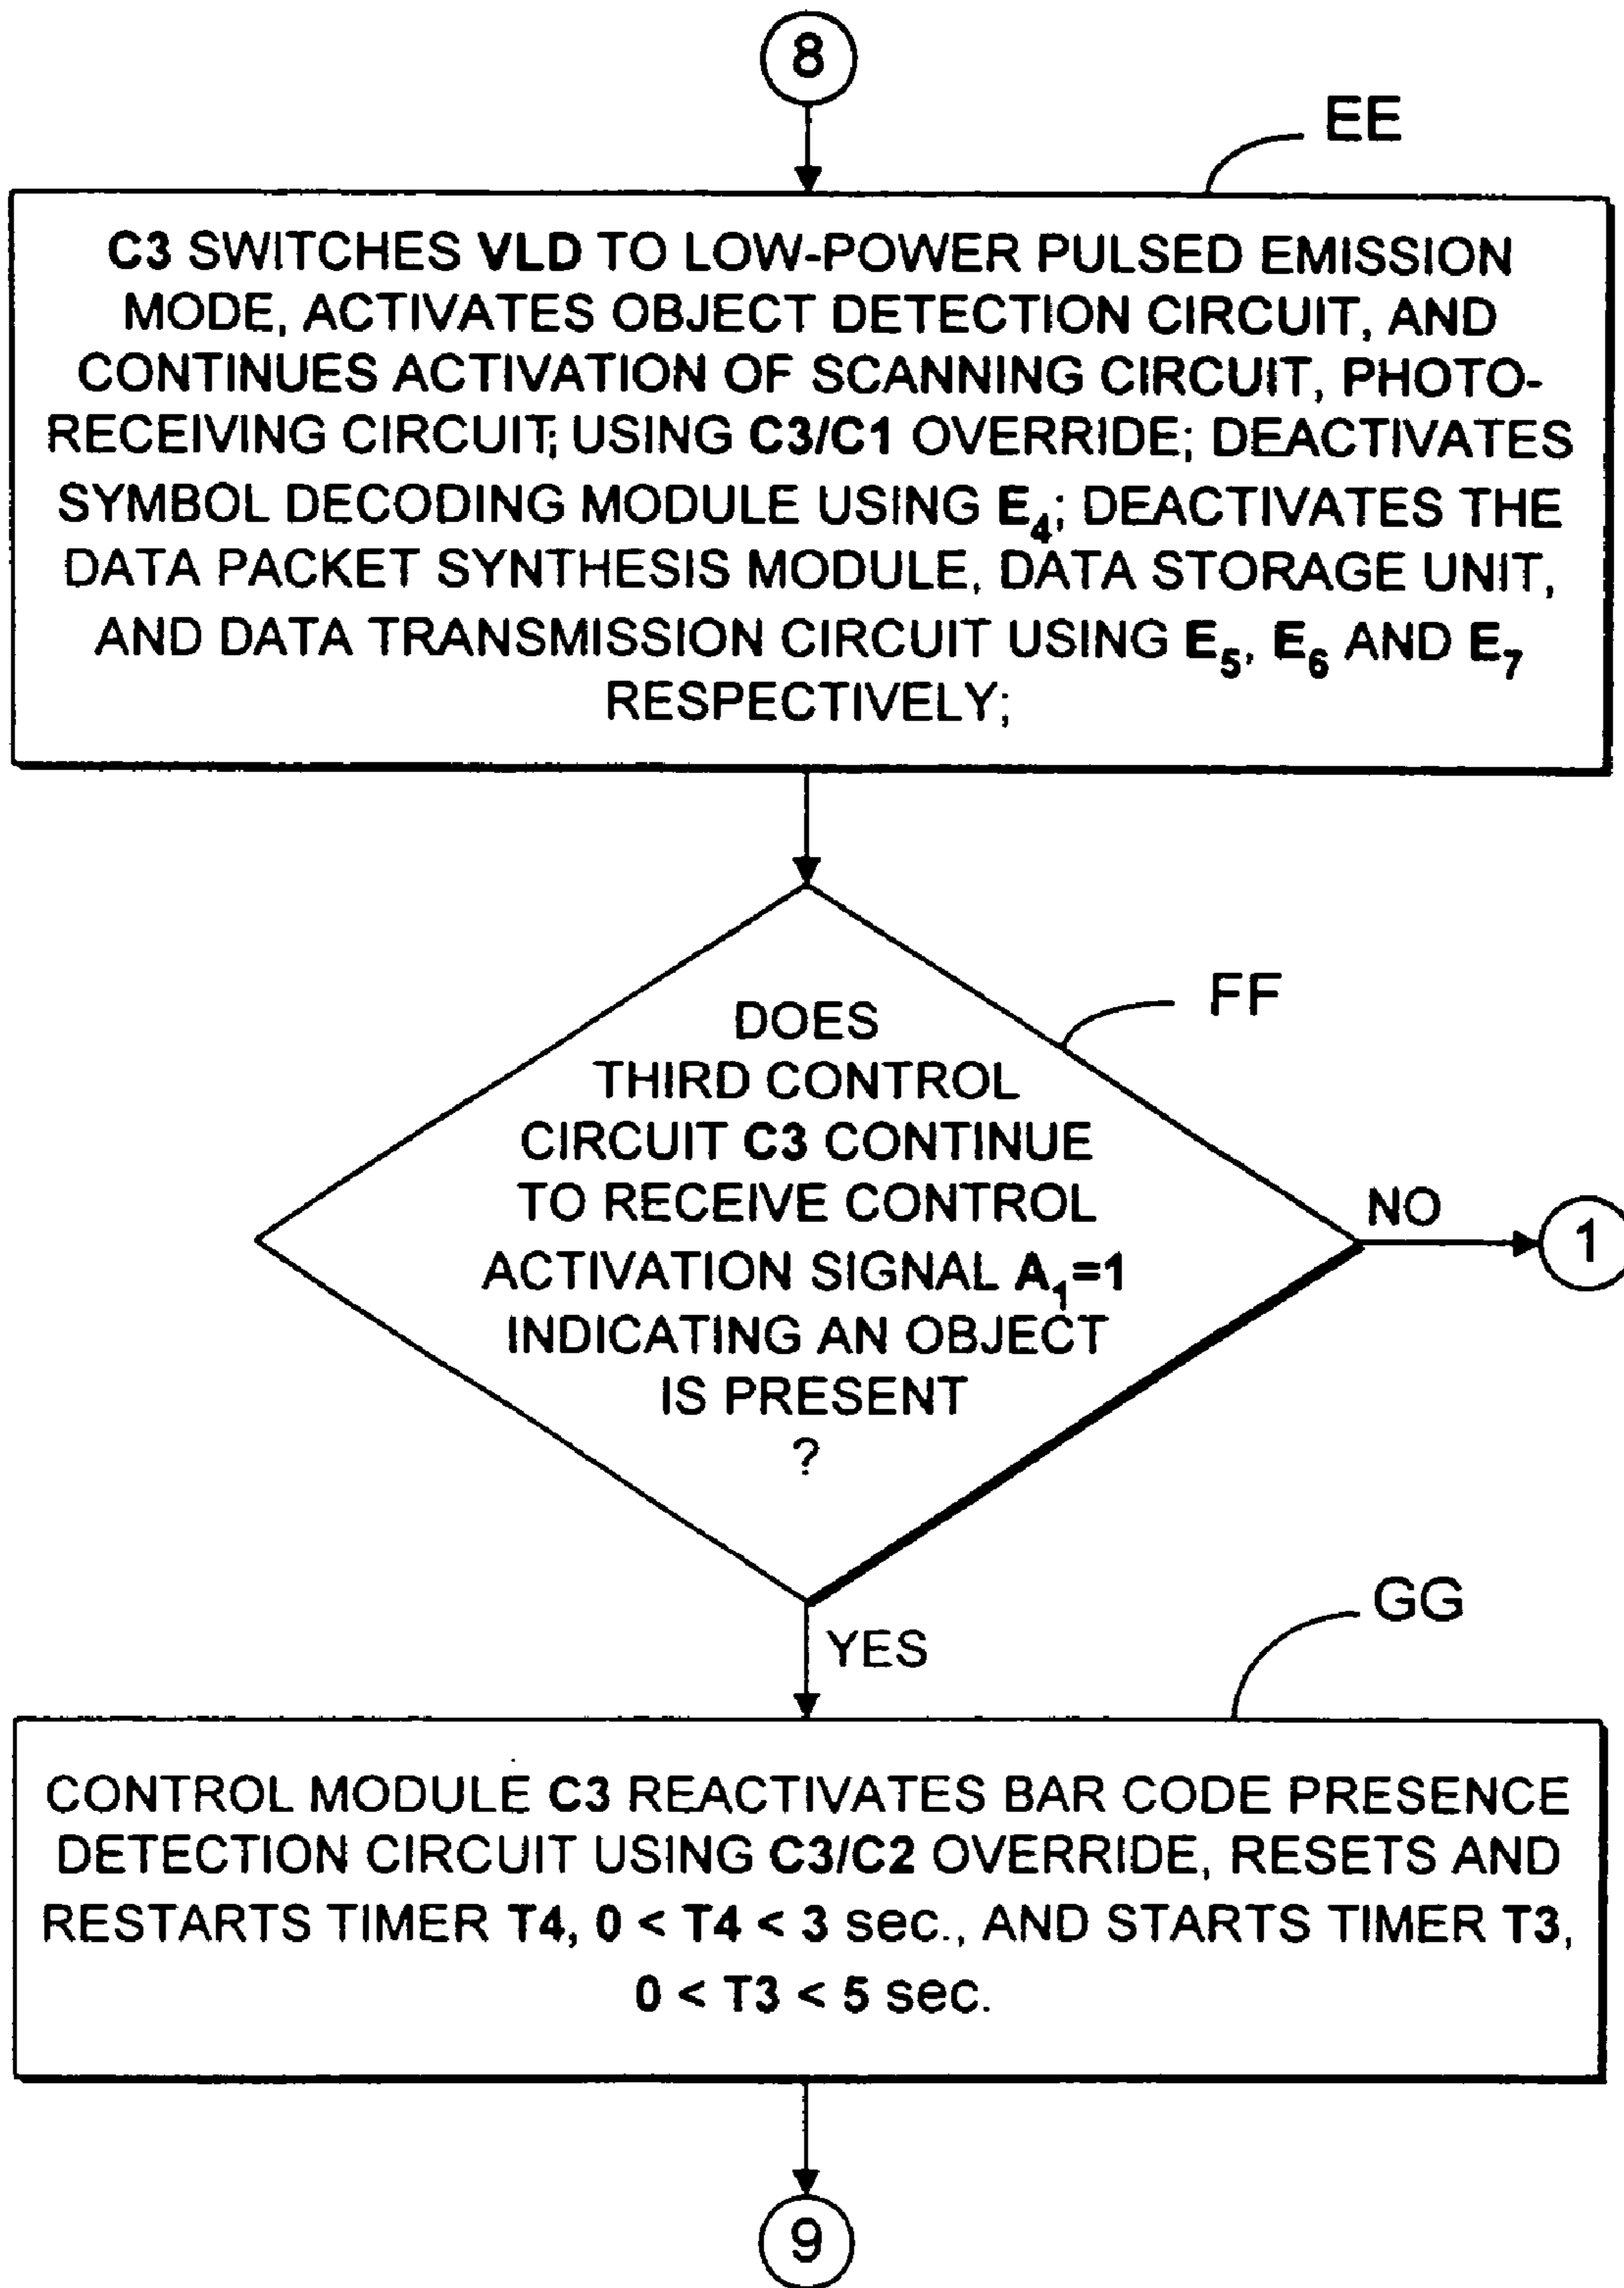 8
EE
C3 SWITCHES VLD TO LOW-POWER PULSED EMISSION
MODE, ACTIVATES OBJECT DETECTION CIRCUIT, AND
CONTINUES ACTIVATION OF SCANNING CIRCUIT, PHOTO-
RECEIVING CIRCUIT; USING C3/C1 OVERRIDE; DEACTIVATES
SYMBOL DECODING MODULE USING E₄; DEACTIVATES THE
DATA PACKET SYNTHESIS MODULE, DATA STORAGE UNIT,
AND DATA TRANSMISSION CIRCUIT USING E₅, E₆ AND E₇
RESPECTIVELY;
FF
DOES
THIRD CONTROL
CIRCUIT C3 CONTINUE
TO RECEIVE CONTROL
ACTIVATION SIGNAL A₁=1
INDICATING AN OBJECT
IS PRESENT
?
NO
1
YES
GG
CONTROL MODULE C3 REACTIVATES BAR CODE PRESENCE
DETECTION CIRCUIT USING C3/C2 OVERRIDE, RESETS AND
RESTARTS TIMER T4, 0 < T4 < 3 sec., AND STARTS TIMER T3,
0 < T3 < 5 sec.
9